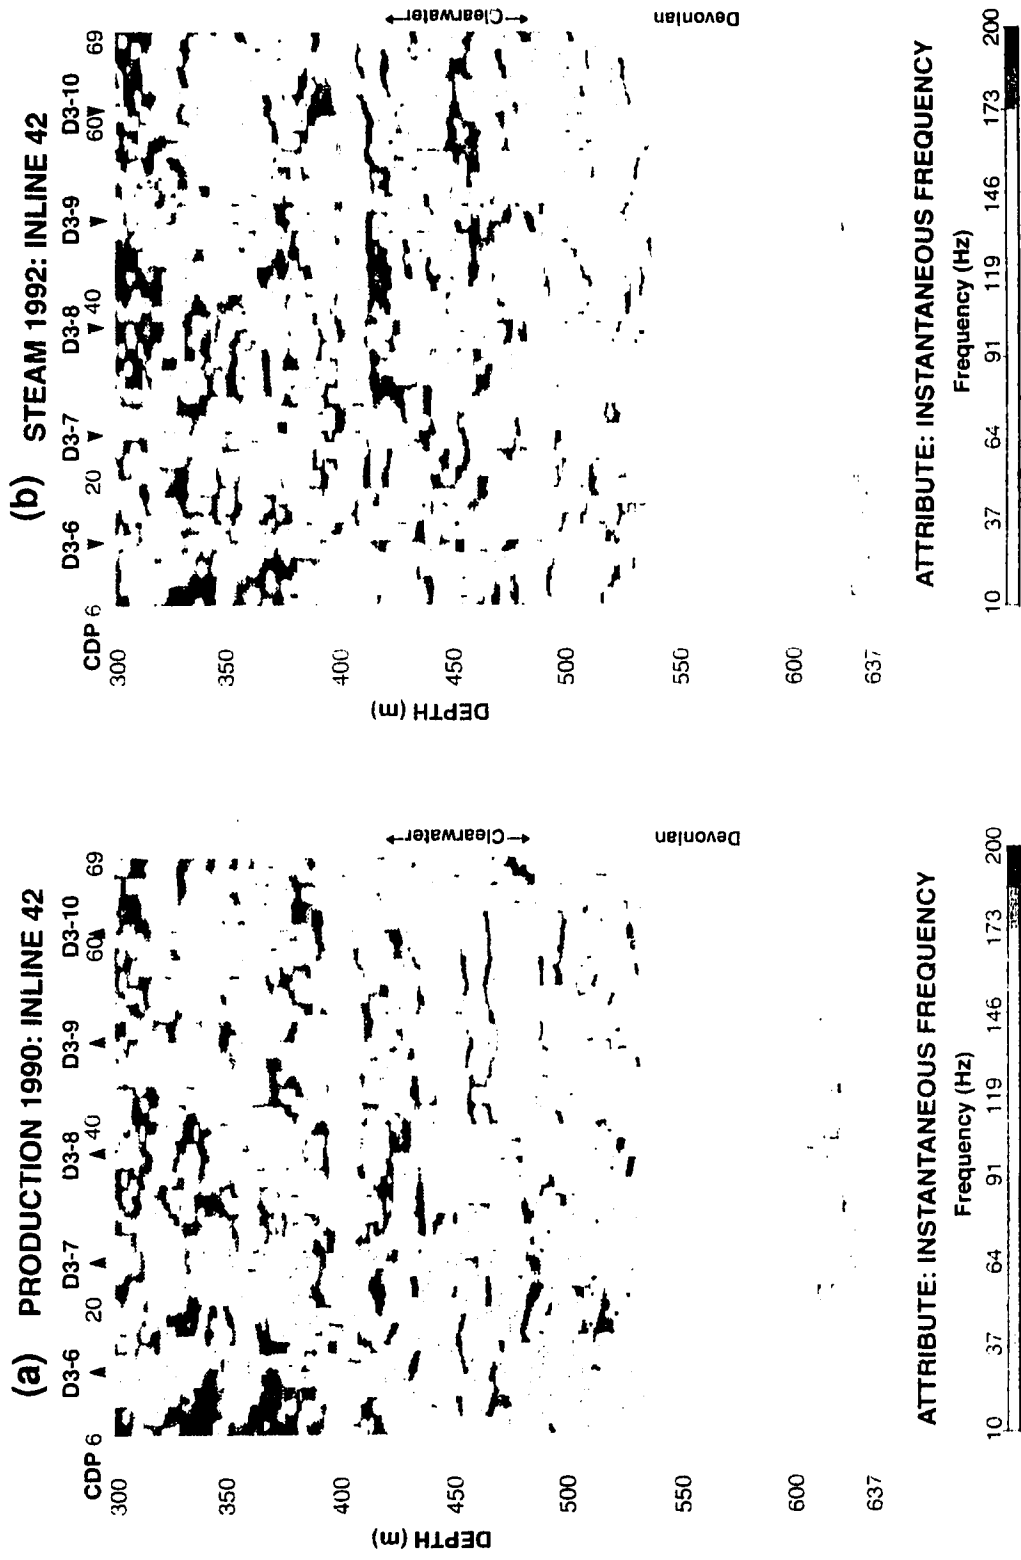 (a) PRODUCTION 1990: INLINE 42
D3-6 D3-7 D3-8 D3-9 D3-10
CDP 6 20 40 60 69
300
350
400
450
500
550
600
637
DEPTH (m)
Clearwater
Devonian
ATTRIBUTE: INSTANTANEOUS FREQUENCY
Frequency (Hz)
10 37 64 91 119 146 173 200
(b) STEAM 1992: INLINE 42
D3-6 D3-7 D3-8 D3-9 D3-10
CDP 6 20 40 60 69
300
350
400
450
500
550
600
637
DEPTH (m)
Clearwater
Devonian
ATTRIBUTE: INSTANTANEOUS FREQUENCY
Frequency (Hz)
10 37 64 91 119 146 173 200